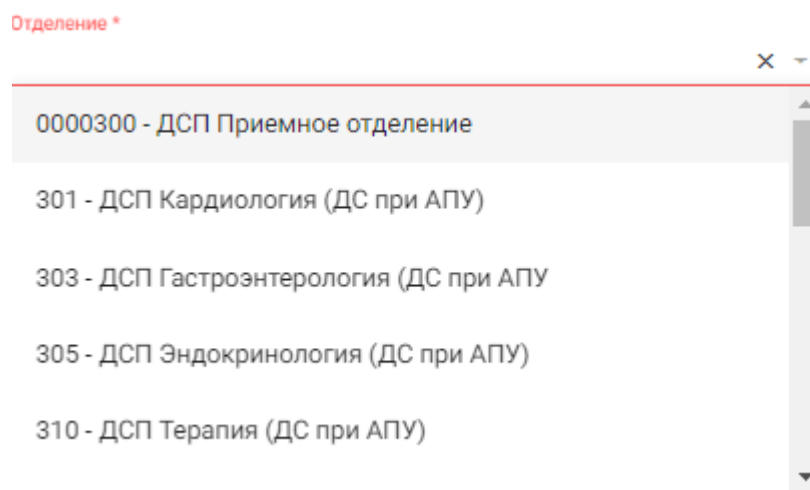 Отделение *
0000300 - ДСП Приемное отделение
301 - ДСП Кардиология (ДС при АПУ)
303 - ДСП Гастроэнтерология (ДС при АПУ
305 - ДСП Эндокринология (ДС при АПУ)
310 - ДСП Терапия (ДС при АПУ)